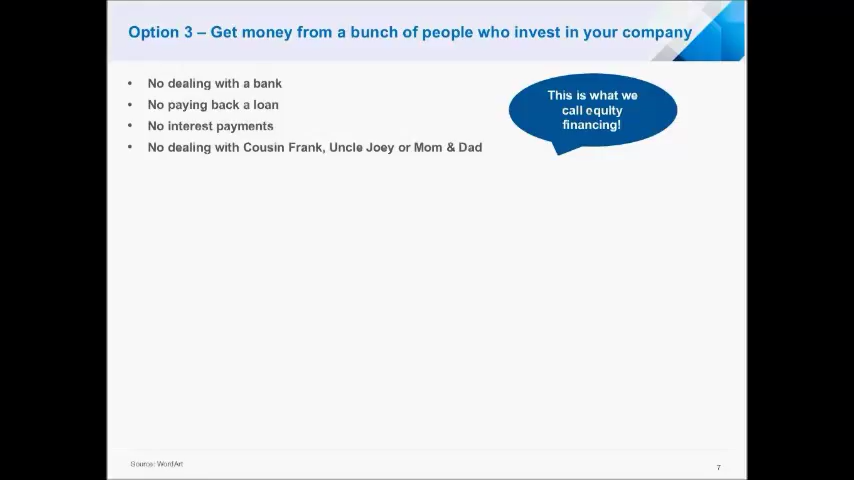 Option 3 – Get money from a bunch of people who invest in your company
• No dealing with a bank
• No paying back a loan
• No interest payments
• No dealing with Cousin Frank, Uncle Joey or Mom & Dad
This is what we
call equity
financing!
Source: WordArt
7